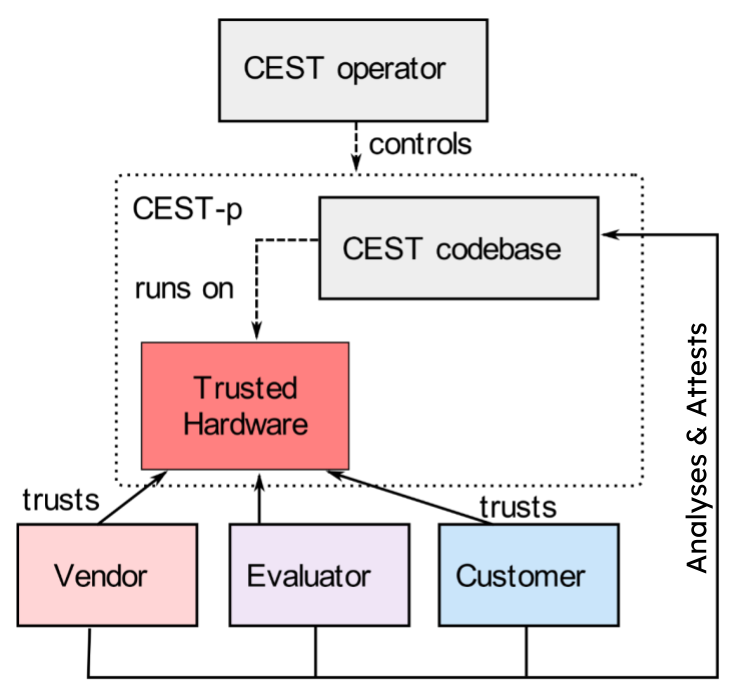 CEST operator
controls
CEST-p
CEST codebase
runs on
Trusted
Hardware
Analyses & Attests
trusts
trusts
Vendor
Evaluator
Customer